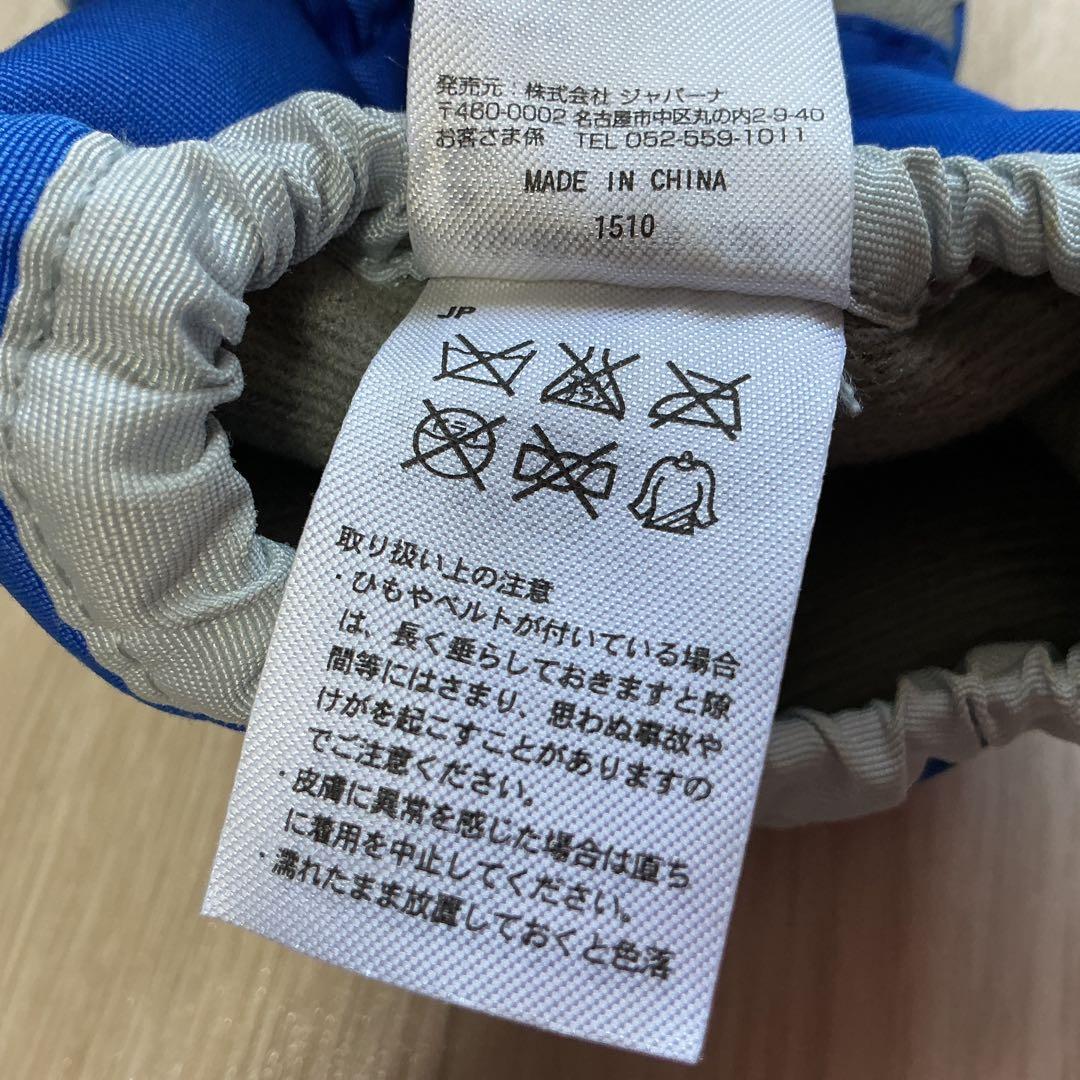 発売元：株式会社 ジャパーナ
〒460-0002 名古屋市中区丸の内2-9-40
お客さま係 TEL 052-559-1011
MADE IN CHINA
1510
JP
取り扱い上の注意
・ひもやベルトが付いている場合
は、長く垂らしておきますと隙
間等にはさまり、思わぬ事故や
けがを起こすことがありますの
でご注意ください。
・皮膚に異常を感じた場合は直ち
に着用を中止してください。
・濡れたまま放置しておくと色落